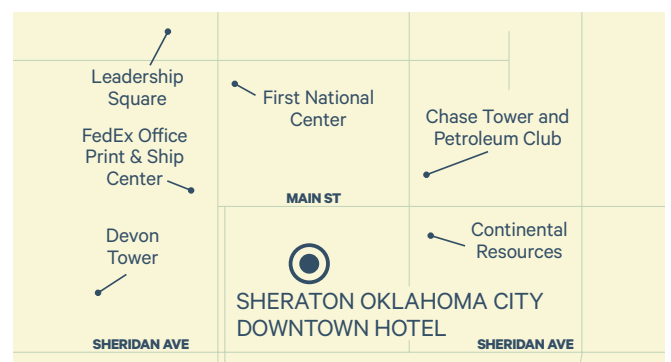 Leadership
Square
First National
Center
Chase Tower and
Petroleum Club
FedEx Office
Print & Ship
Center
MAIN ST
Devon
Tower
Continental
Resources
SHERATON OKLAHOMA CITY
DOWNTOWN HOTEL
SHERIDAN AVE
SHERIDAN AVE